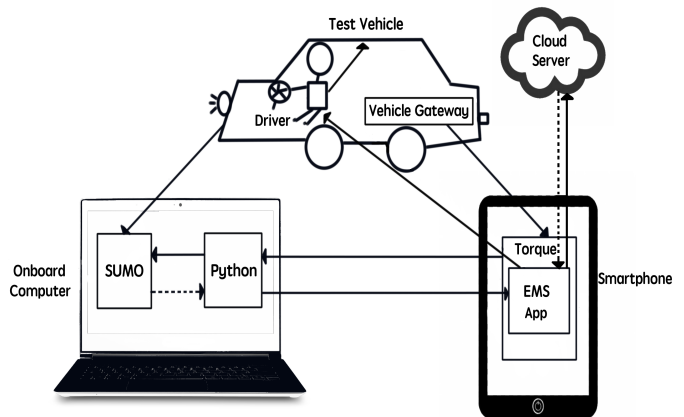 Test Vehicle
Cloud
Server
Driver
Vehicle Gateway
Onboard
Computer
SUMO
Python
Torque
EMS
App
Smartphone